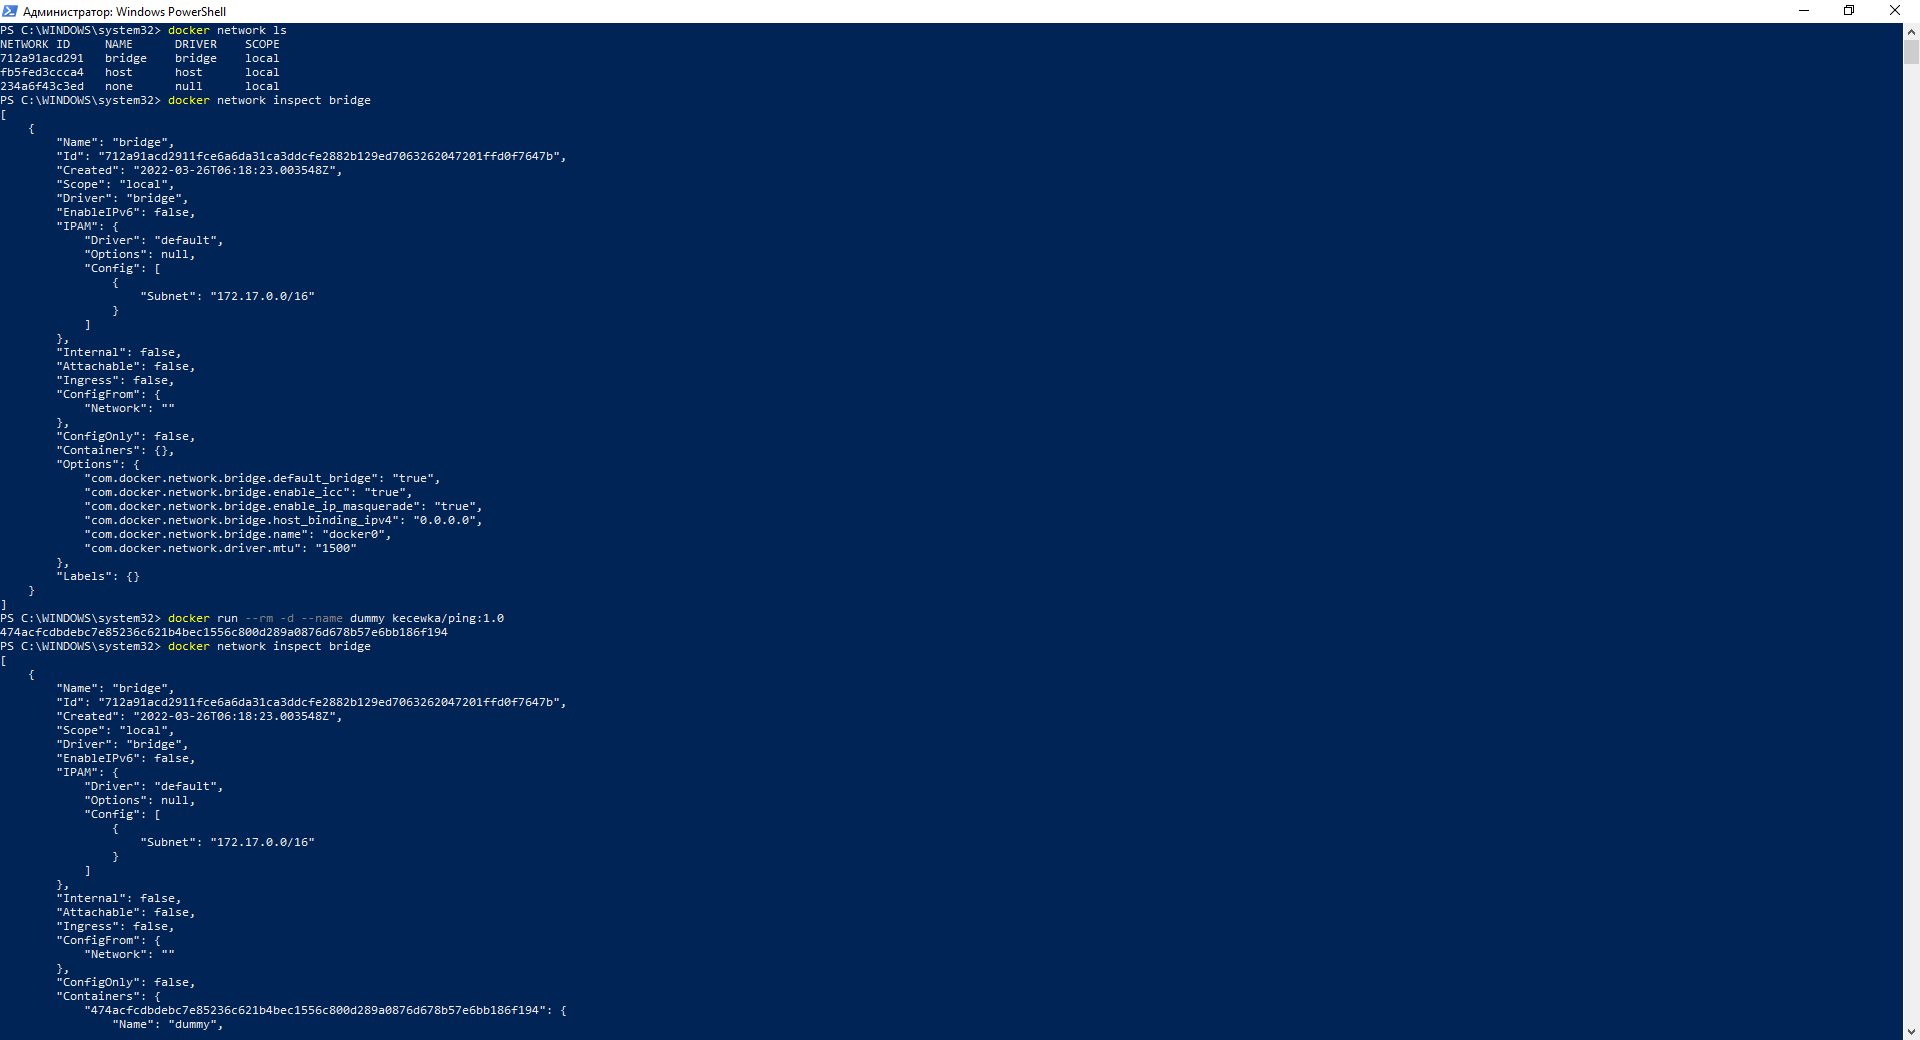 Администратор: Windows PowerShell
PS C:\WINDOWS\system32> docker network ls
NETWORK ID     NAME      DRIVER    SCOPE
712a91acd291   bridge    bridge    local
fb5fed3ccca4   host      host      local
234a6f43c3ed   none      null      local
PS C:\WINDOWS\system32> docker network inspect bridge
[
    {
        "Name": "bridge",
        "Id": "712a91acd2911fce6a6da31ca3ddcfe2882b129ed7063262047201ffd0f7647b",
        "Created": "2022-03-26T06:18:23.003548Z",
        "Scope": "local",
        "Driver": "bridge",
        "EnableIPv6": false,
        "IPAM": {
            "Driver": "default",
            "Options": null,
            "Config": [
                {
                    "Subnet": "172.17.0.0/16"
                }
            ]
        },
        "Internal": false,
        "Attachable": false,
        "Ingress": false,
        "ConfigFrom": {
            "Network": ""
        },
        "ConfigOnly": false,
        "Containers": {},
        "Options": {
            "com.docker.network.bridge.default_bridge": "true",
            "com.docker.network.bridge.enable_icc": "true",
            "com.docker.network.bridge.enable_ip_masquerade": "true",
            "com.docker.network.bridge.host_binding_ipv4": "0.0.0.0",
            "com.docker.network.bridge.name": "docker0",
            "com.docker.network.driver.mtu": "1500"
        },
        "Labels": {}
    }
]
PS C:\WINDOWS\system32> docker run --rm -d --name dummy kecewka/ping:1.0
474acfcdbdebc7e85236c621b4bec1556c800d289a0876d678b57e6bb186f194
PS C:\WINDOWS\system32> docker network inspect bridge
[
    {
        "Name": "bridge",
        "Id": "712a91acd2911fce6a6da31ca3ddcfe2882b129ed7063262047201ffd0f7647b",
        "Created": "2022-03-26T06:18:23.003548Z",
        "Scope": "local",
        "Driver": "bridge",
        "EnableIPv6": false,
        "IPAM": {
            "Driver": "default",
            "Options": null,
            "Config": [
                {
                    "Subnet": "172.17.0.0/16"
                }
            ]
        },
        "Internal": false,
        "Attachable": false,
        "Ingress": false,
        "ConfigFrom": {
            "Network": ""
        },
        "ConfigOnly": false,
        "Containers": {
            "474acfcdbdebc7e85236c621b4bec1556c800d289a0876d678b57e6bb186f194": {
                "Name": "dummy",